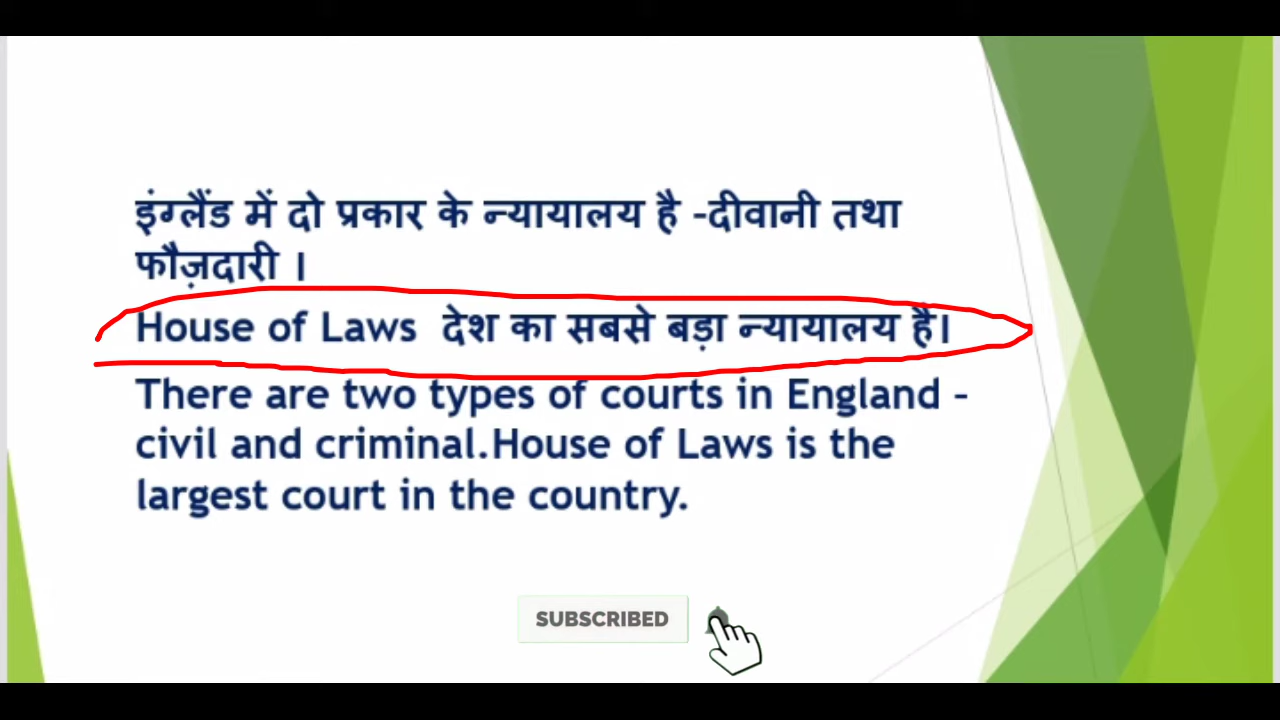 इंग्लैंड में दो प्रकार के न्यायालय है -दीवानी तथा
फौज़दारी ।
House of Laws देश का सबसे बड़ा न्यायालय है।
There are two types of courts in England –
civil and criminal.House of Laws is the
largest court in the country.
SUBSCRIBED